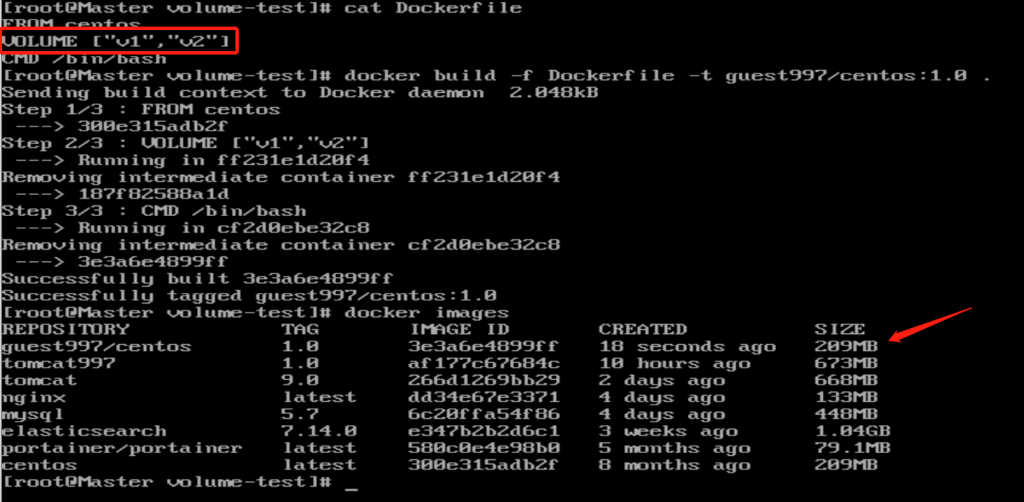 [root@Master volume-test]# cat Dockerfile
FROM centos
VOLUME ["v1","v2"]
CMD /bin/bash
[root@Master volume-test]# docker build -f Dockerfile -t guest997/centos:1.0 .
Sending build context to Docker daemon  2.048kB
Step 1/3 : FROM centos
 ---> 300e315adb2f
Step 2/3 : VOLUME ["v1","v2"]
 ---> Running in ff231e1d20f4
Removing intermediate container ff231e1d20f4
 ---> 187f82588a1d
Step 3/3 : CMD /bin/bash
 ---> Running in cf2d0ebe32c8
Removing intermediate container cf2d0ebe32c8
 ---> 3e3a6e4899ff
Successfully built 3e3a6e4899ff
Successfully tagged guest997/centos:1.0
[root@Master volume-test]# docker images
REPOSITORY TAG IMAGE ID CREATED SIZE
guest997/centos 1.0 3e3a6e4899ff 18 seconds ago 209MB
tomcat997 1.0 af177c67684c 10 hours ago 673MB
tomcat 9.0 266d1269bb29 2 days ago 668MB
nginx latest dd34e67e3371 4 days ago 133MB
mysql 5.7 6c20ffa54f86 4 days ago 448MB
elasticsearch 7.14.0 e347b2b2d6c1 3 weeks ago 1.04GB
portainer/portainer latest 580c0e4e98b0 5 months ago 79.1MB
centos latest 300e315adb2f 8 months ago 209MB
[root@Master volume-test]# _